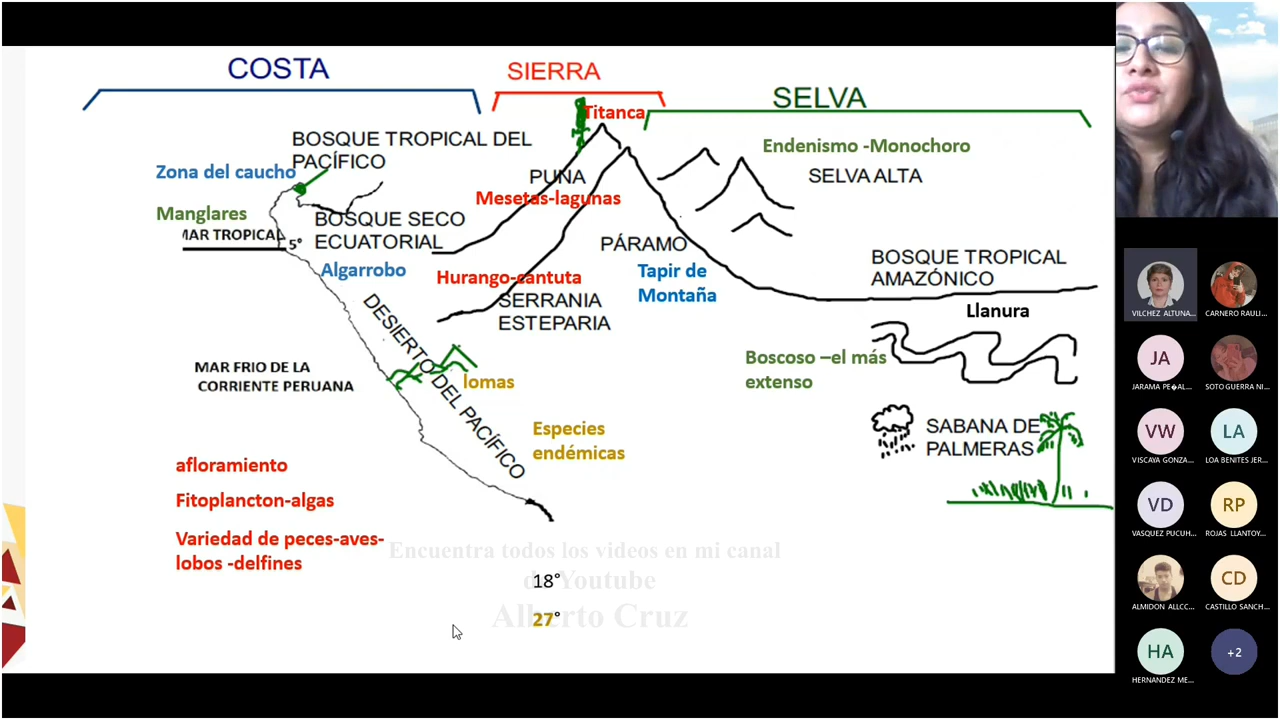 COSTA
SIERRA
SELVA
Titanca
BOSQUE TROPICAL DEL
PACÍFICO
Zona del caucho
Endenismo -Monochoro
SELVA ALTA
PUNA
Mesetas-lagunas
Manglares
MAR TROPICAL
5°
BOSQUE SECO
ECUATORIAL
Algarrobo
PÁRAMO
Tapir de
Montaña
Hurango-cantuta
SERRANIA
ESTEPARIA
BOSQUE TROPICAL
AMAZÓNICO
Llanura
DESIERTO DEL PACÍFICO
MAR FRIO DE LA
CORRIENTE PERUANA
lomas
Boscoso –el más
extenso
Especies
endémicas
SABANA DE
PALMERAS
afloramiento
Fitoplancton-algas
Variedad de peces-aves-
lobos -delfines
Encuentra todos los videos en mi canal
de Youtube
Alberto Cruz
18°
27°
VILCHEZ ALTUNA...
CARNERO RAULI...
JA
JARAMA PE�AL...
SOTO GUERRA NI...
VW
VISCAYA GONZA...
LA
LOA BENITES JER...
VD
VASQUEZ PUCUH...
RP
ROJAS LLANTOY...
ALMIDON ALLCC...
CD
CASTILLO SANCH...
HA
HERNANDEZ ME...
+2